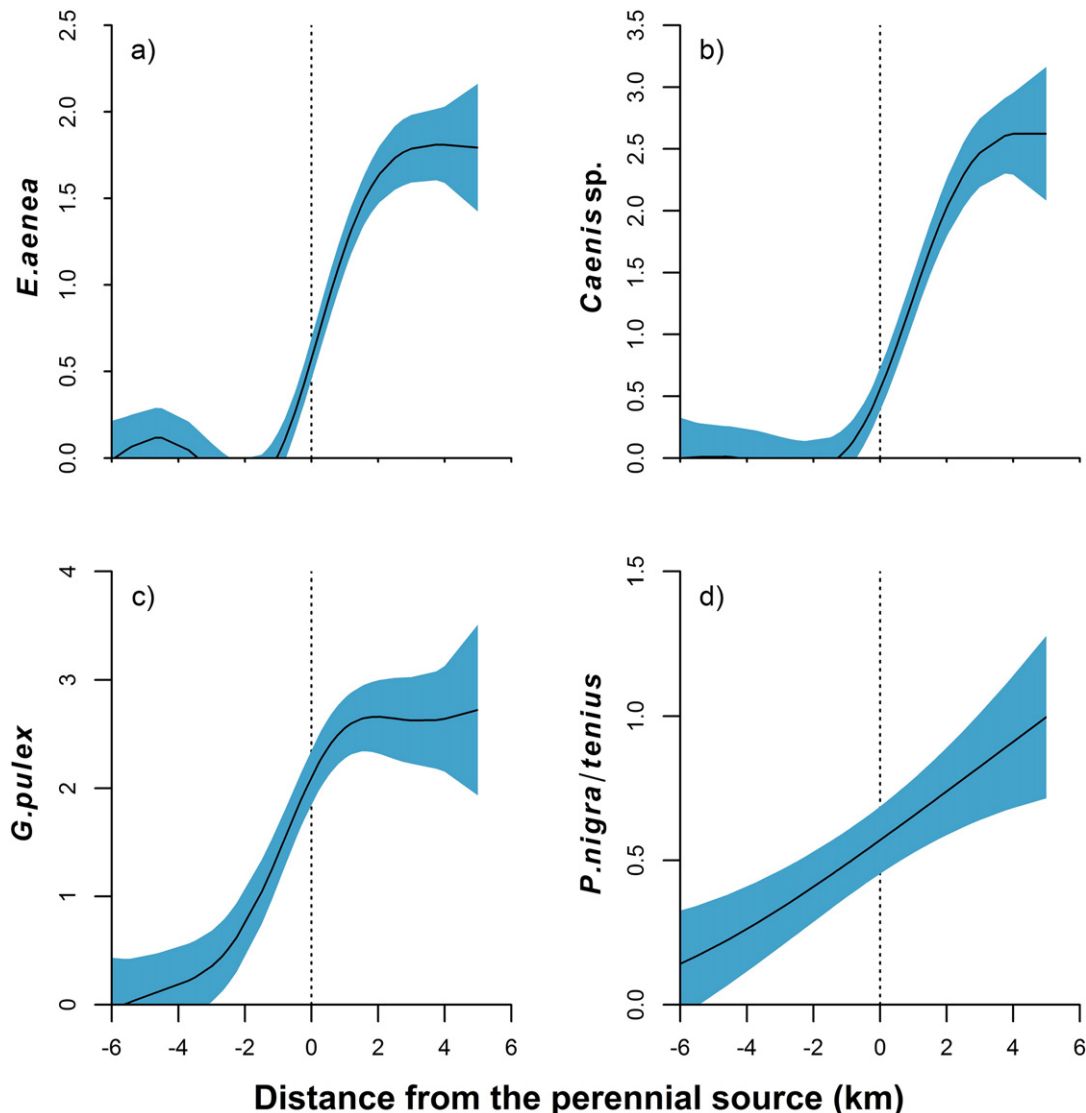 a)
E.aenea
2.5
2.0
1.5
1.0
0.5
0.0
b)
Caenis sp.
3.5
3.0
2.5
2.0
1.5
1.0
0.5
0.0
c)
G.pulex
4
3
2
1
0
-6 -4 -2 0 2 4 6
d)
P.nigra/tenius
1.5
1.0
0.5
0.0
-6 -4 -2 0 2 4 6
Distance from the perennial source (km)